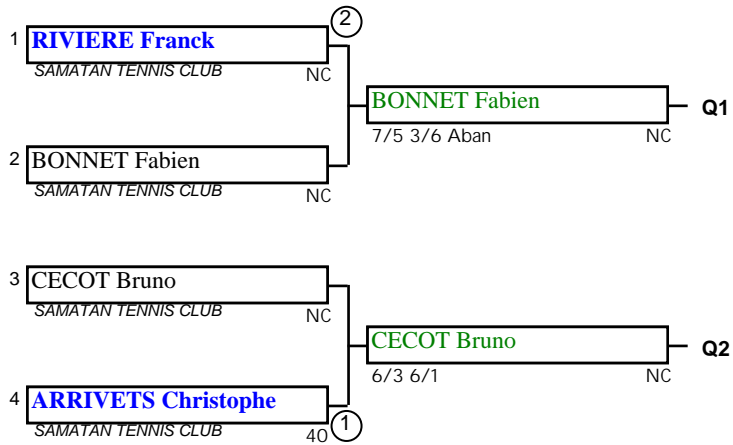 2
1 RIVIERE Franck
SAMATAN TENNIS CLUB NC
BONNET Fabien Q1
7/5 3/6 Aban NC
2 BONNET Fabien
SAMATAN TENNIS CLUB NC
3 CECOT Bruno
SAMATAN TENNIS CLUB NC
CECOT Bruno Q2
6/3 6/1 NC
4 ARRIVETS Christophe
SAMATAN TENNIS CLUB 40 1